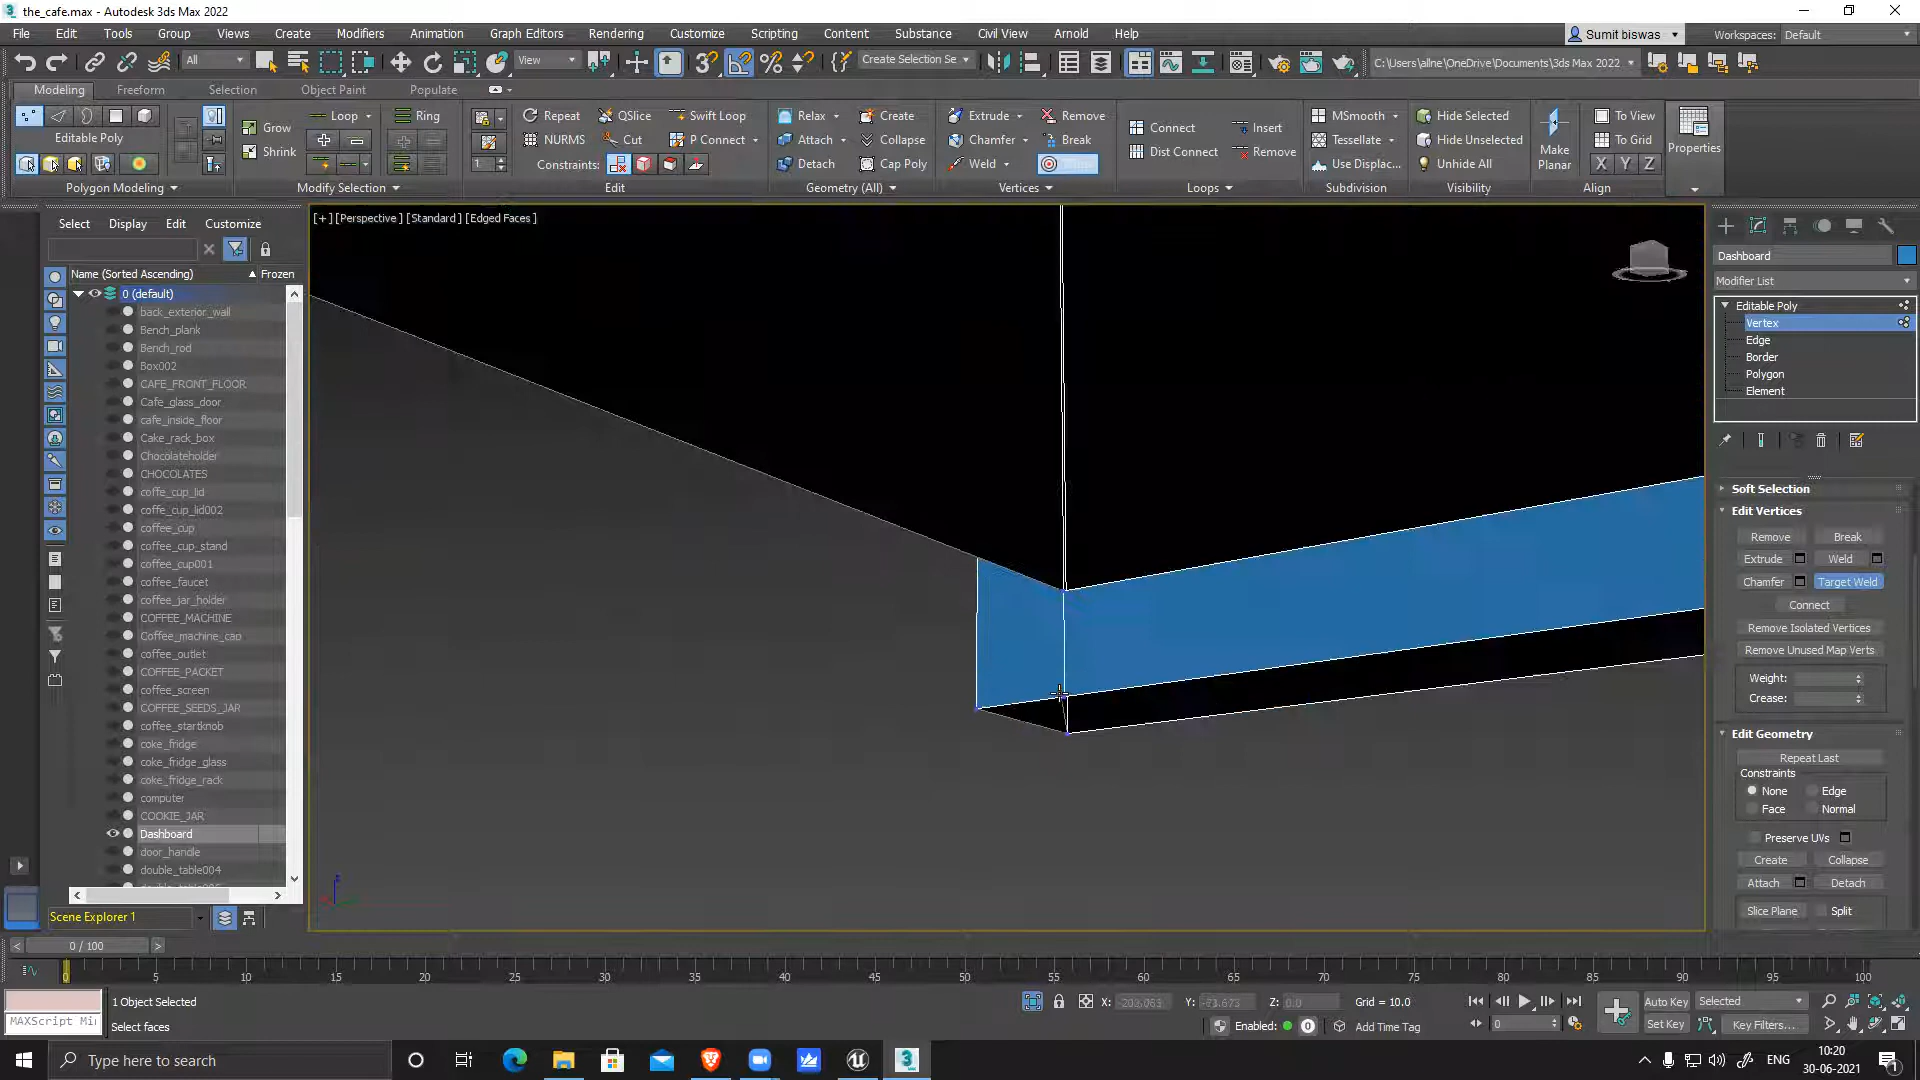 the_cafe.max - Autodesk 3ds Max 2022
File Edit Tools Group Views Create Modifiers Animation Graph Editors Rendering Customize Scripting Content Civil View Substance Arnold Help
Sumit biswas Workspaces: Default
All View Create Selection Se C:\Users\allne\OneDrive\Documents\3ds Max 2022
Modeling Freeform Selection Object Paint Populate
Editable Poly
Polygon Modeling
Grow
Shrink
Loop Ring
Modify Selection
Repeat QSlice Swift Loop
NURMS Cut P Connect
1 Constraints:
Edit
Relax Create
Attach Collapse
Detach Cap Poly
Geometry (All)
Extrude Remove
Chamfer Break
Weld
Vertices
Connect Insert
Dist Connect Remove
Loops
MSmooth
Tessellate
Use Displac...
Subdivision
Hide Selected
Hide Unselected
Unhide All
Visibility
Make Planar
To View
To Grid
X Y Z
Align
Properties
Select Display Edit Customize
Name (Sorted Ascending) Frozen
0 (default)
back_exterior_wall
Bench_plank
Bench_rod
Box002
CAFE_FRONT_FLOOR
Cafe_glass_door
cafe_inside_floor
Cake_rack_box
Chocolateholder
CHOCOLATES
coffe_cup_lid
coffe_cup_lid002
coffee_cup
coffee_cup_stand
coffee_cup001
coffee_faucet
coffee_jar_holder
COFFEE_MACHINE
Coffee_machine_cap
coffee_outlet
COFFEE_PACKET
coffee_screen
COFFEE_SEEDS_JAR
coffee_startknob
coke_fridge
coke_fridge_glass
coke_fridge_rack
computer
COOKIE_JAR
Dashboard
door_handle
double_table004
Scene Explorer 1
[+] [Perspective] [Standard] [Edged Faces]
Dashboard
Modifier List
Editable Poly
Vertex
Edge
Border
Polygon
Element
Soft Selection
Edit Vertices
Remove Break
Extrude Weld
Chamfer Target Weld
Connect
Remove Isolated Vertices
Remove Unused Map Verts
Weight:
Crease:
Edit Geometry
Repeat Last
Constraints
None Edge
Face Normal
Preserve UVs
Create Collapse
Attach Detach
Slice Plane Split
0 / 100
0 5 10 15 20 25 30 35 40 45 50 55 60 65 70 75 80 85 90 95 100
MAXScript Mi
1 Object Selected
Select faces
X: -203.063 Y: -73.673 Z: 0.0 Grid = 10.0
Enabled: 0 Add Time Tag
0
Auto Key Selected
Set Key Key Filters...
Type here to search
ENG
10:20
30-06-2021
1